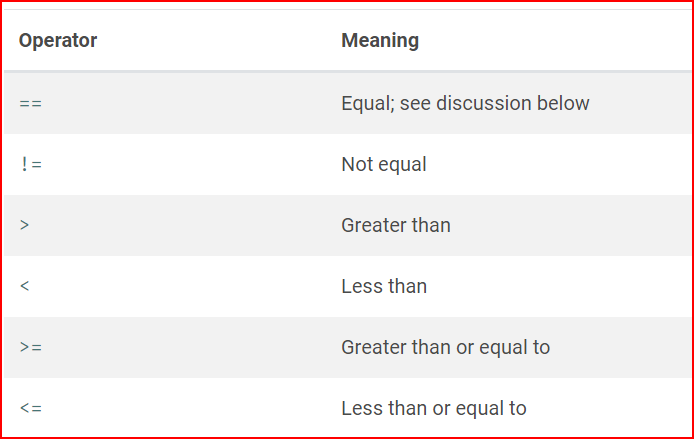 Operator Meaning
== Equal; see discussion below
!= Not equal
> Greater than
< Less than
>= Greater than or equal to
<= Less than or equal to